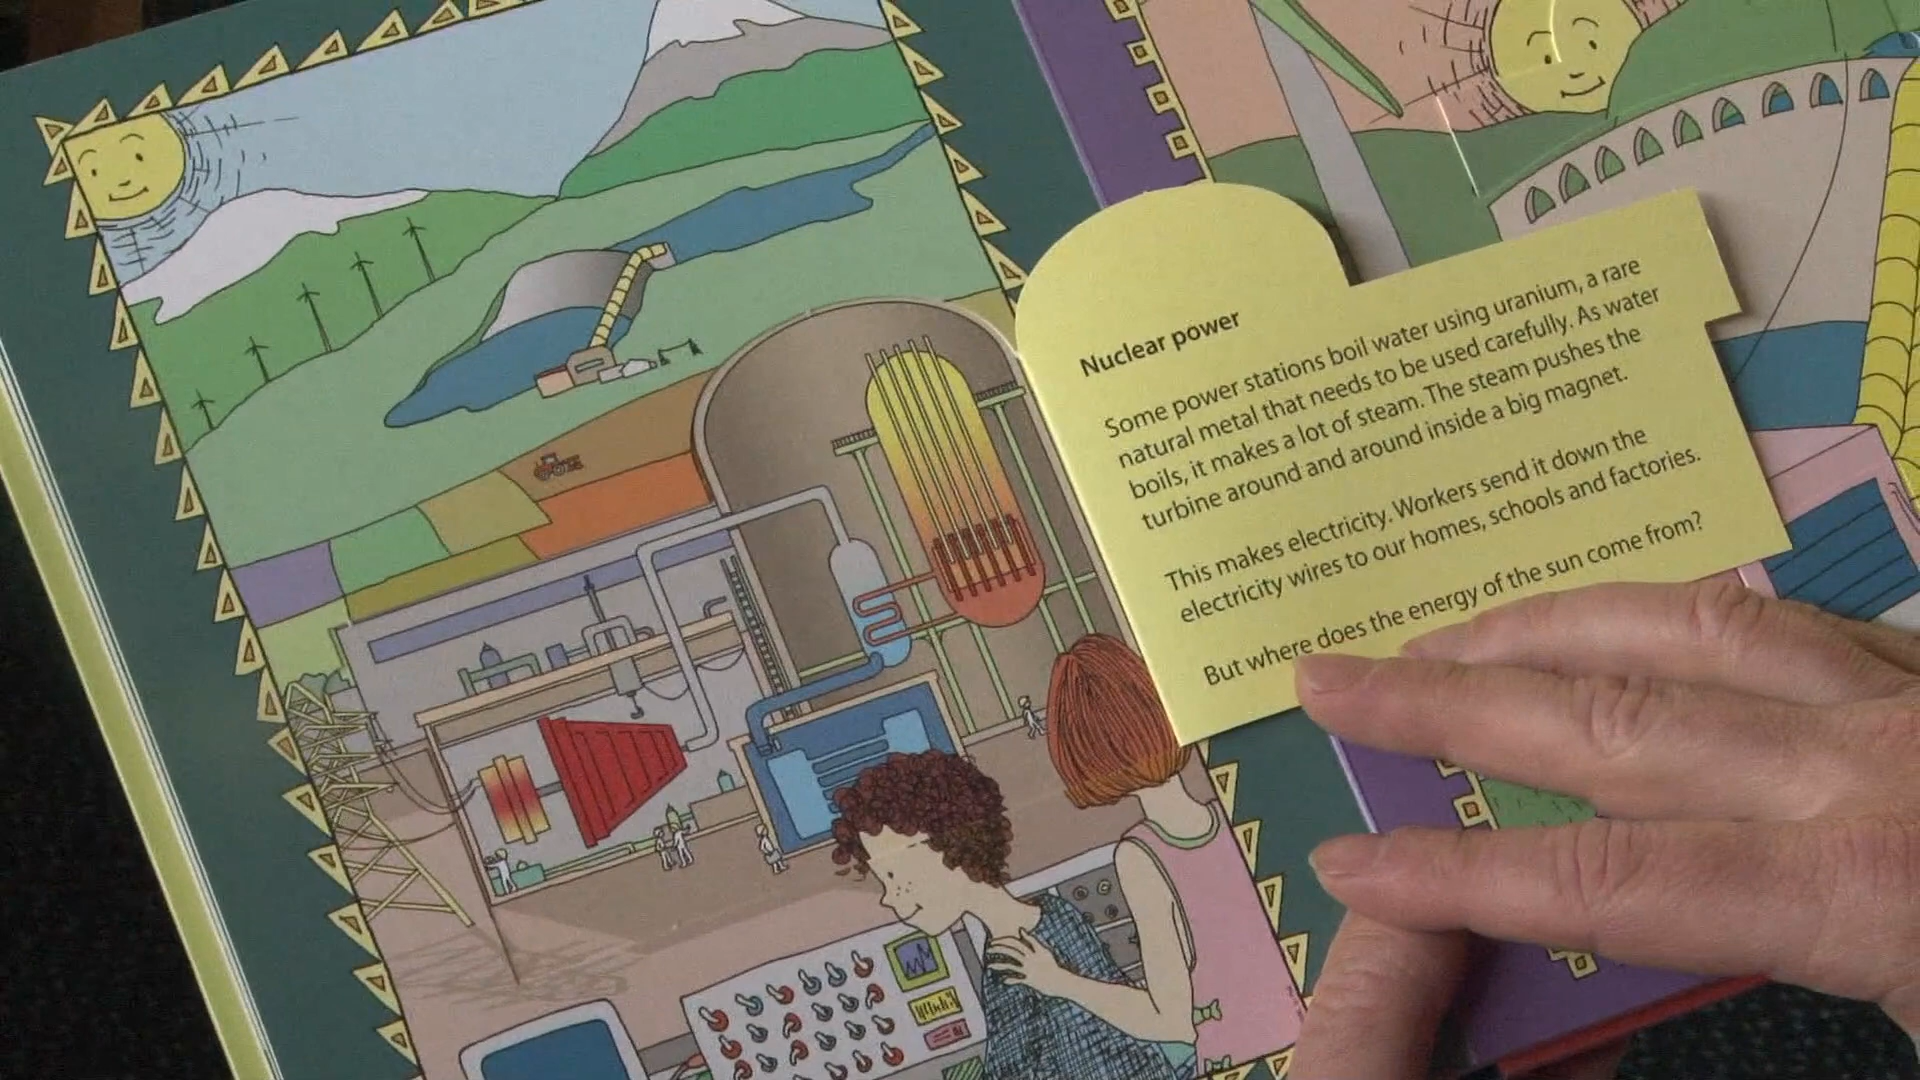 Nuclear power
Some power stations boil water using uranium, a rare
natural metal that needs to be used carefully. As water
boils, it makes a lot of steam. The steam pushes the
turbine around and around inside a big magnet.
This makes electricity. Workers send it down the
electricity wires to our homes, schools and factories.
But where does the energy of the sun come from?